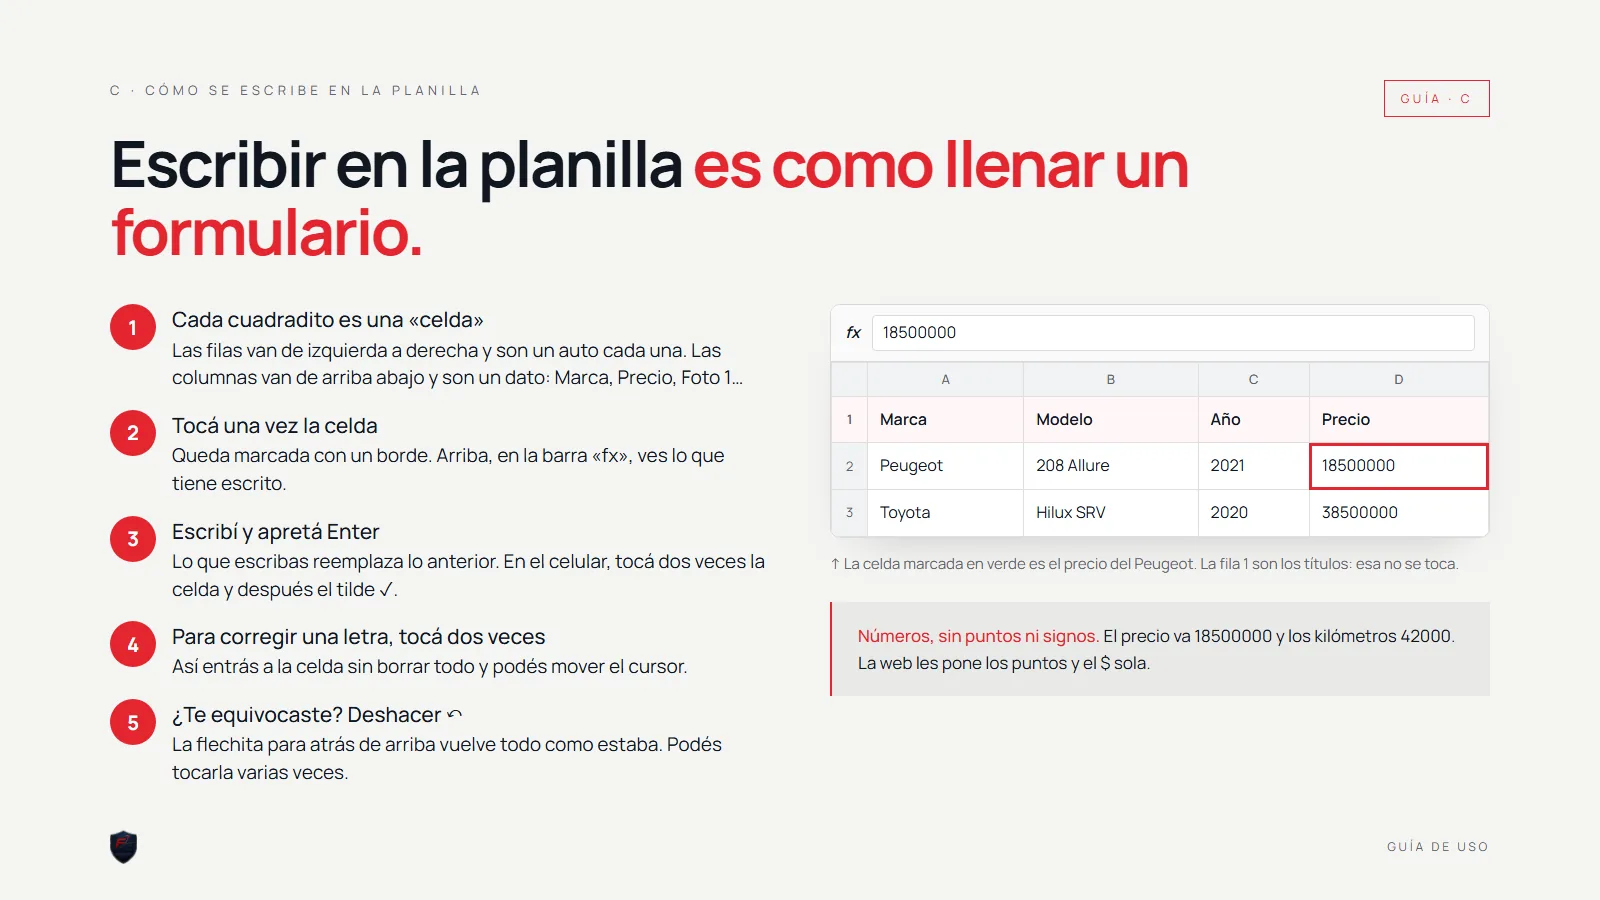 C · CÓMO SE ESCRIBE EN LA PLANILLA
GUÍA · C
Escribir en la planilla es como llenar un
formulario.
1
Cada cuadradito es una «celda»
Las filas van de izquierda a derecha y son un auto cada una. Las
columnas van de arriba abajo y son un dato: Marca, Precio, Foto 1…
2
Tocá una vez la celda
Queda marcada con un borde. Arriba, en la barra «fx», ves lo que
tiene escrito.
3
Escribí y apretá Enter
Lo que escribas reemplaza lo anterior. En el celular, tocá dos veces la
celda y después el tilde ✓.
4
Para corregir una letra, tocá dos veces
Así entrás a la celda sin borrar todo y podés mover el cursor.
5
¿Te equivocaste? Deshacer ↶
La flechita para atrás de arriba vuelve todo como estaba. Podés
tocarla varias veces.
fx 18500000
A B C D
1 Marca Modelo Año Precio
2 Peugeot 208 Allure 2021 18500000
3 Toyota Hilux SRV 2020 38500000
↑ La celda marcada en verde es el precio del Peugeot. La fila 1 son los títulos: esa no se toca.
Números, sin puntos ni signos. El precio va 18500000 y los kilómetros 42000.
La web les pone los puntos y el $ sola.
GUÍA DE USO